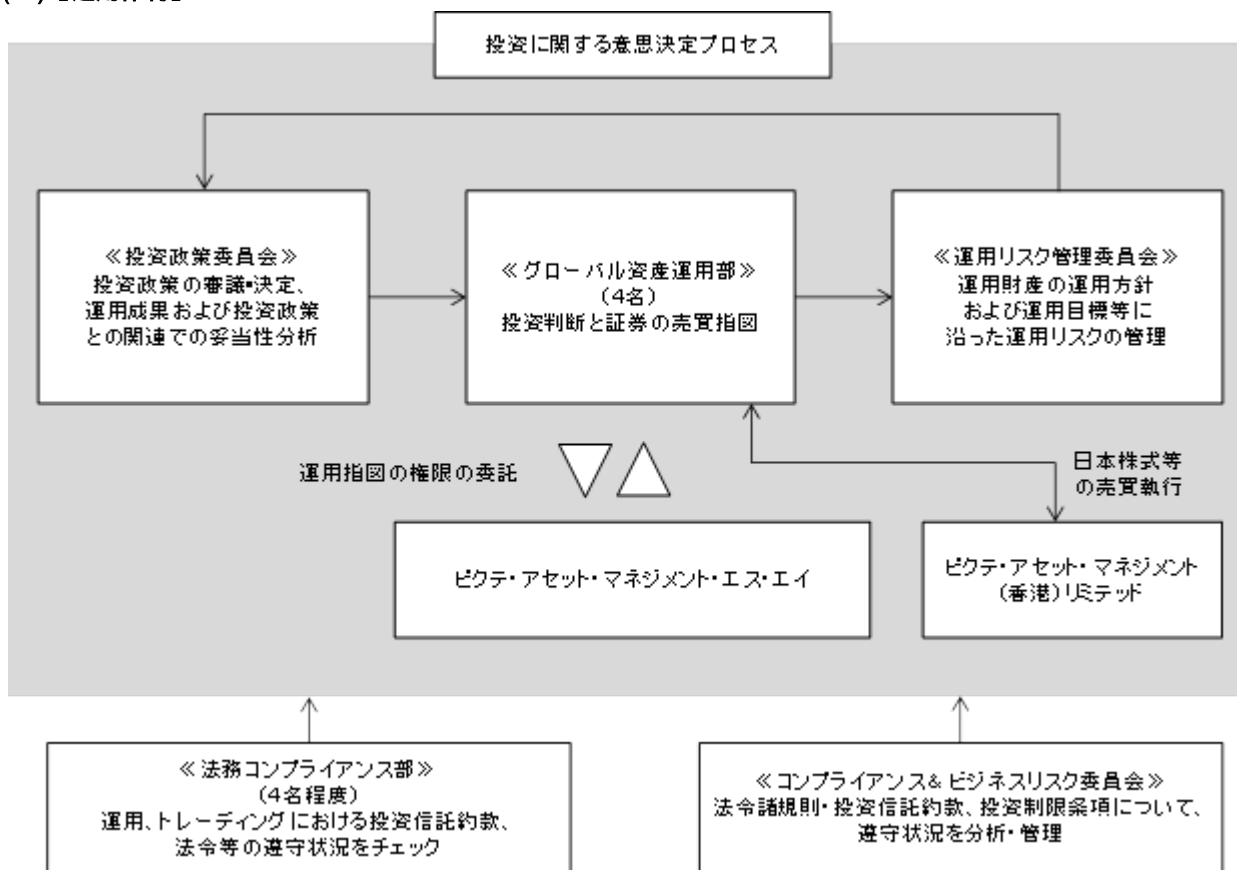 投資に関する意思決定プロセス
≪投資政策委員会≫
投資政策の審議・決定、
運用成果および投資政策
との関連での妥当性分析
≪グローバル資産運用部≫
(4名)
投資判断と証券の売買指図
≪運用リスク管理委員会≫
運用財産の運用方針
および運用目標等に
沿った運用リスクの管理
運用指図の権限の委託
日本株式等
の売買執行
ピクテ・アセット・マネジメント・エス・エイ
ピクテ・アセット・マネジメント
(香港)リミテッド
≪法務コンプライアンス部≫
(4名程度)
運用、トレーディングにおける投資信託約款、
法令等の遵守状況をチェック
≪コンプライアンス&ビジネスリスク委員会≫
法令諸規則・投資信託約款、投資制限条項について、
遵守状況を分析・管理